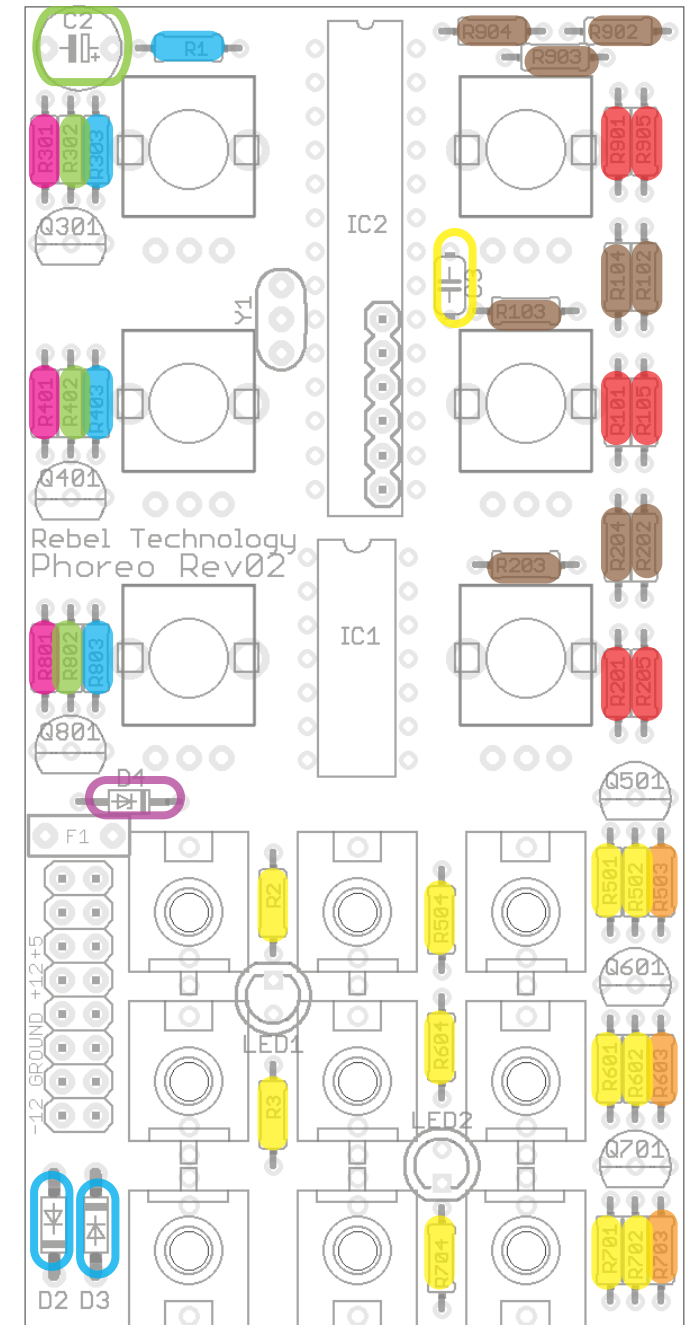 C2
R1
R904
R902
R903
R301
R302
R303
R901
R905
Q301
IC2
R104
R102
C3
Y1
R103
R401
R402
R403
R101
R105
Q401
Rebel Technology
Phoreo Rev02
R204
R202
R203
IC1
R801
R802
R803
R201
R205
Q801
D4
Q501
F1
R2
R504
R501
R502
R503
-12 GROUND +12+5
Q601
LED1
R604
R601
R602
R603
R3
LED2
Q701
R704
R701
R702
R703
D2
D3